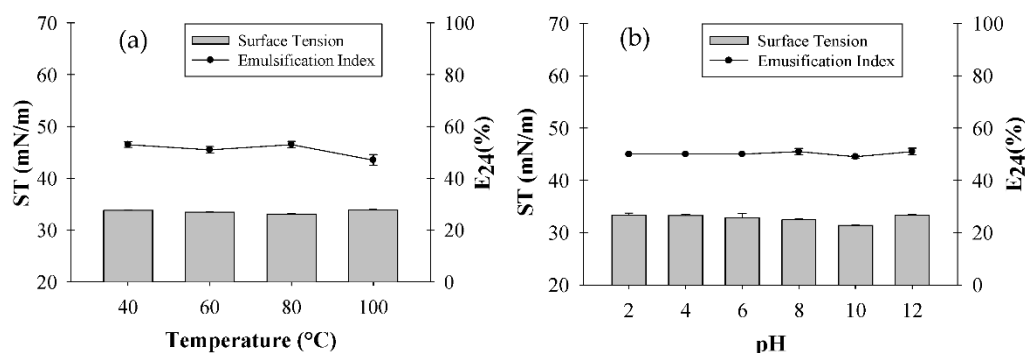 (a)
Surface Tension
Emulsification Index
ST (mN/m)
70
60
50
40
30
20
E24(%)
100
80
60
40
20
0
40 60 80 100
Temperature (°C)
(b)
Surface Tension
Emusification Index
ST (mN/m)
70
60
50
40
30
20
E24(%)
100
80
60
40
20
0
2 4 6 8 10 12
pH